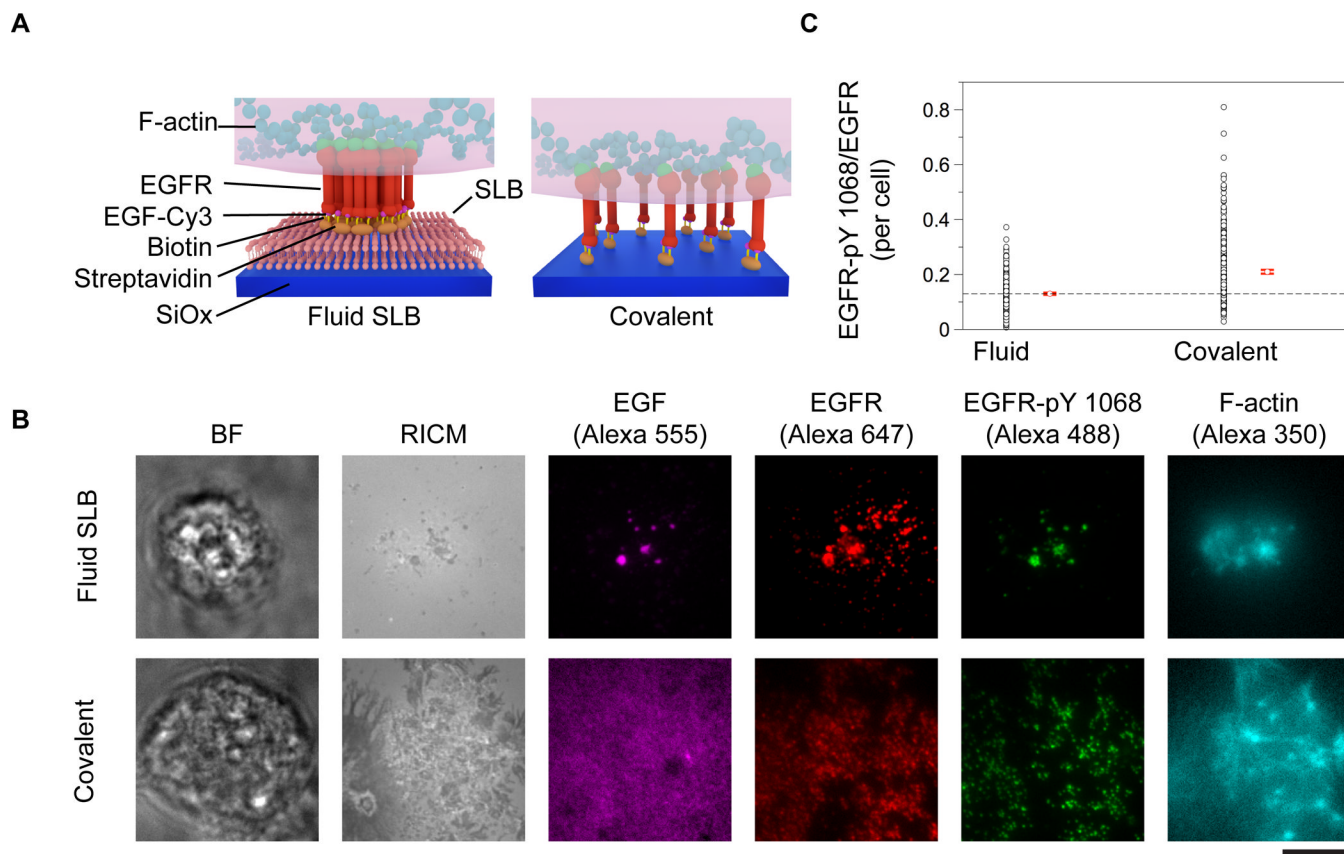 A
F-actin
EGFR
EGF-Cy3
Biotin
Streptavidin
SiOx
SLB
Fluid SLB
Covalent
C
EGFR-pY 1068/EGFR
(per cell)
0.8
0.6
0.4
0.2
0
Fluid
Covalent
B
BF
RICM
EGF
(Alexa 555)
EGFR
(Alexa 647)
EGFR-pY 1068
(Alexa 488)
F-actin
(Alexa 350)
Fluid SLB
Covalent